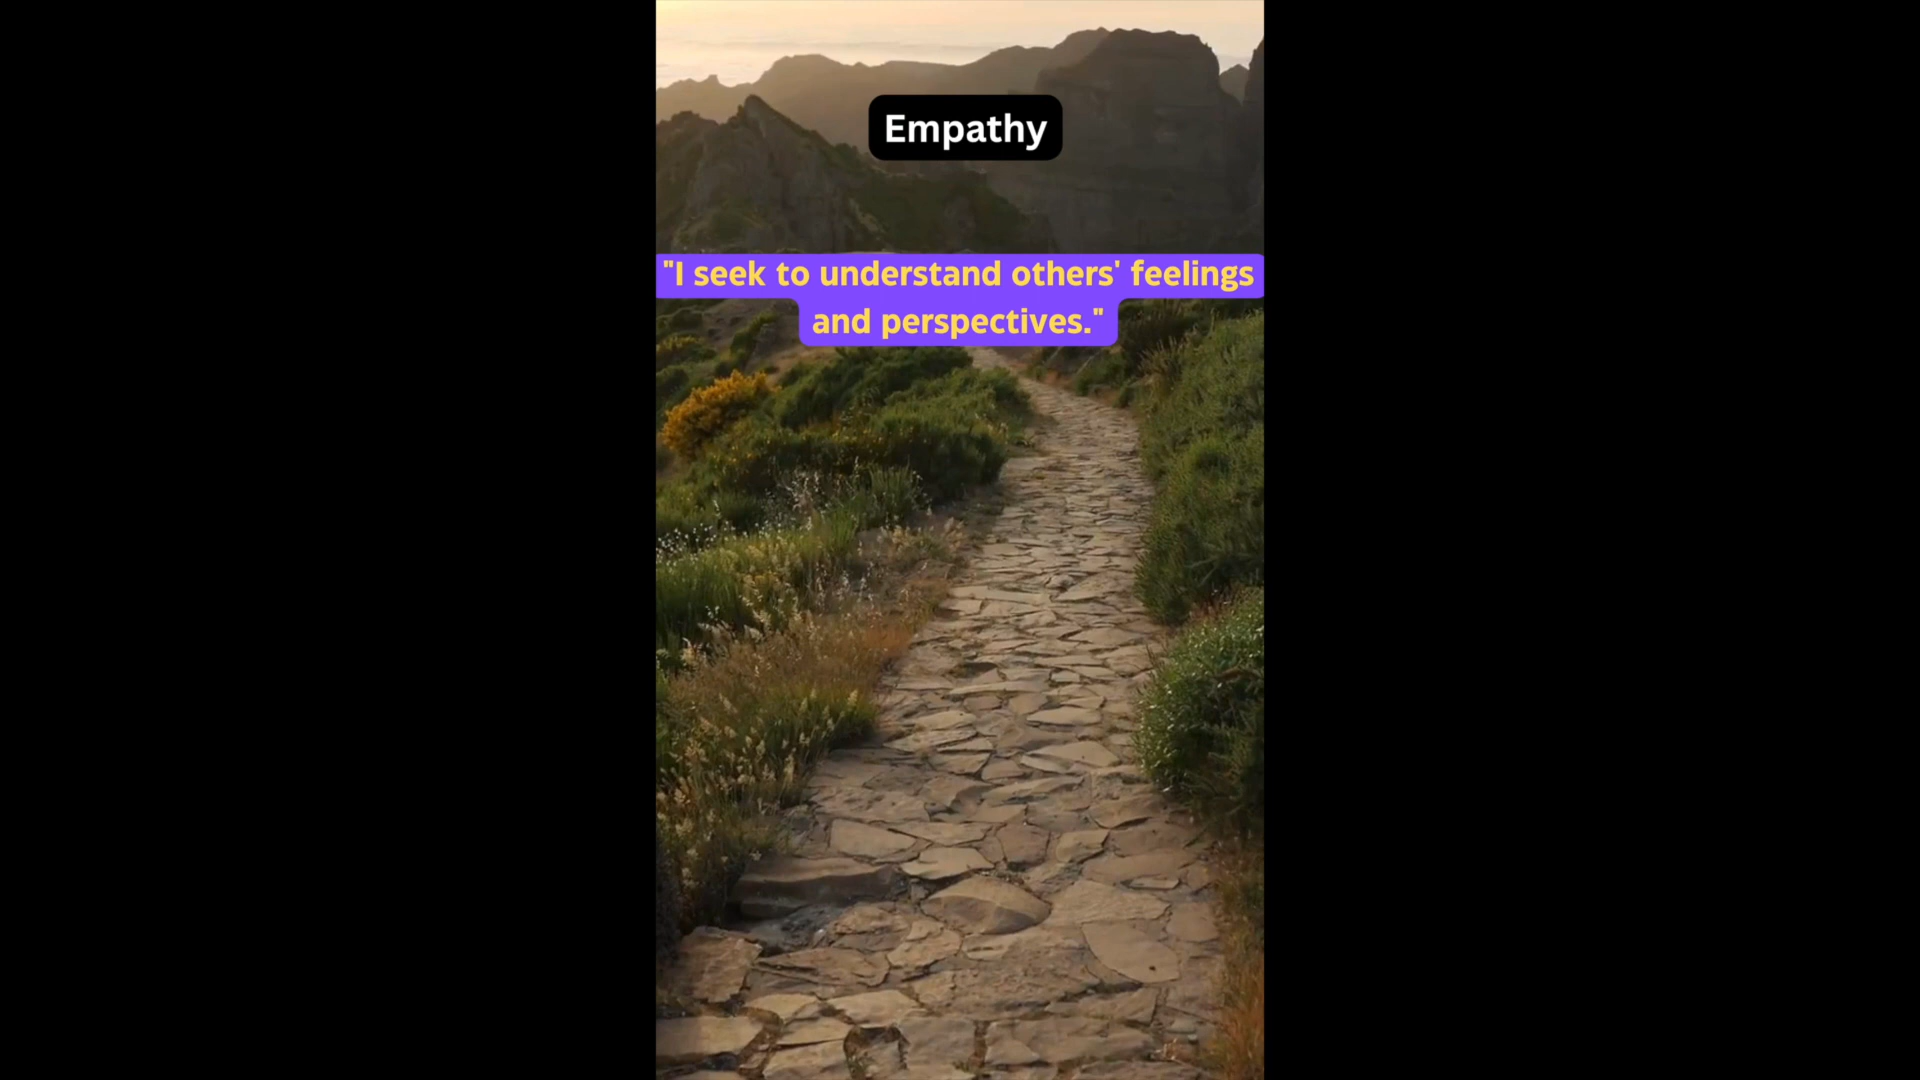 Empathy
"I seek to understand others' feelings
and perspectives."